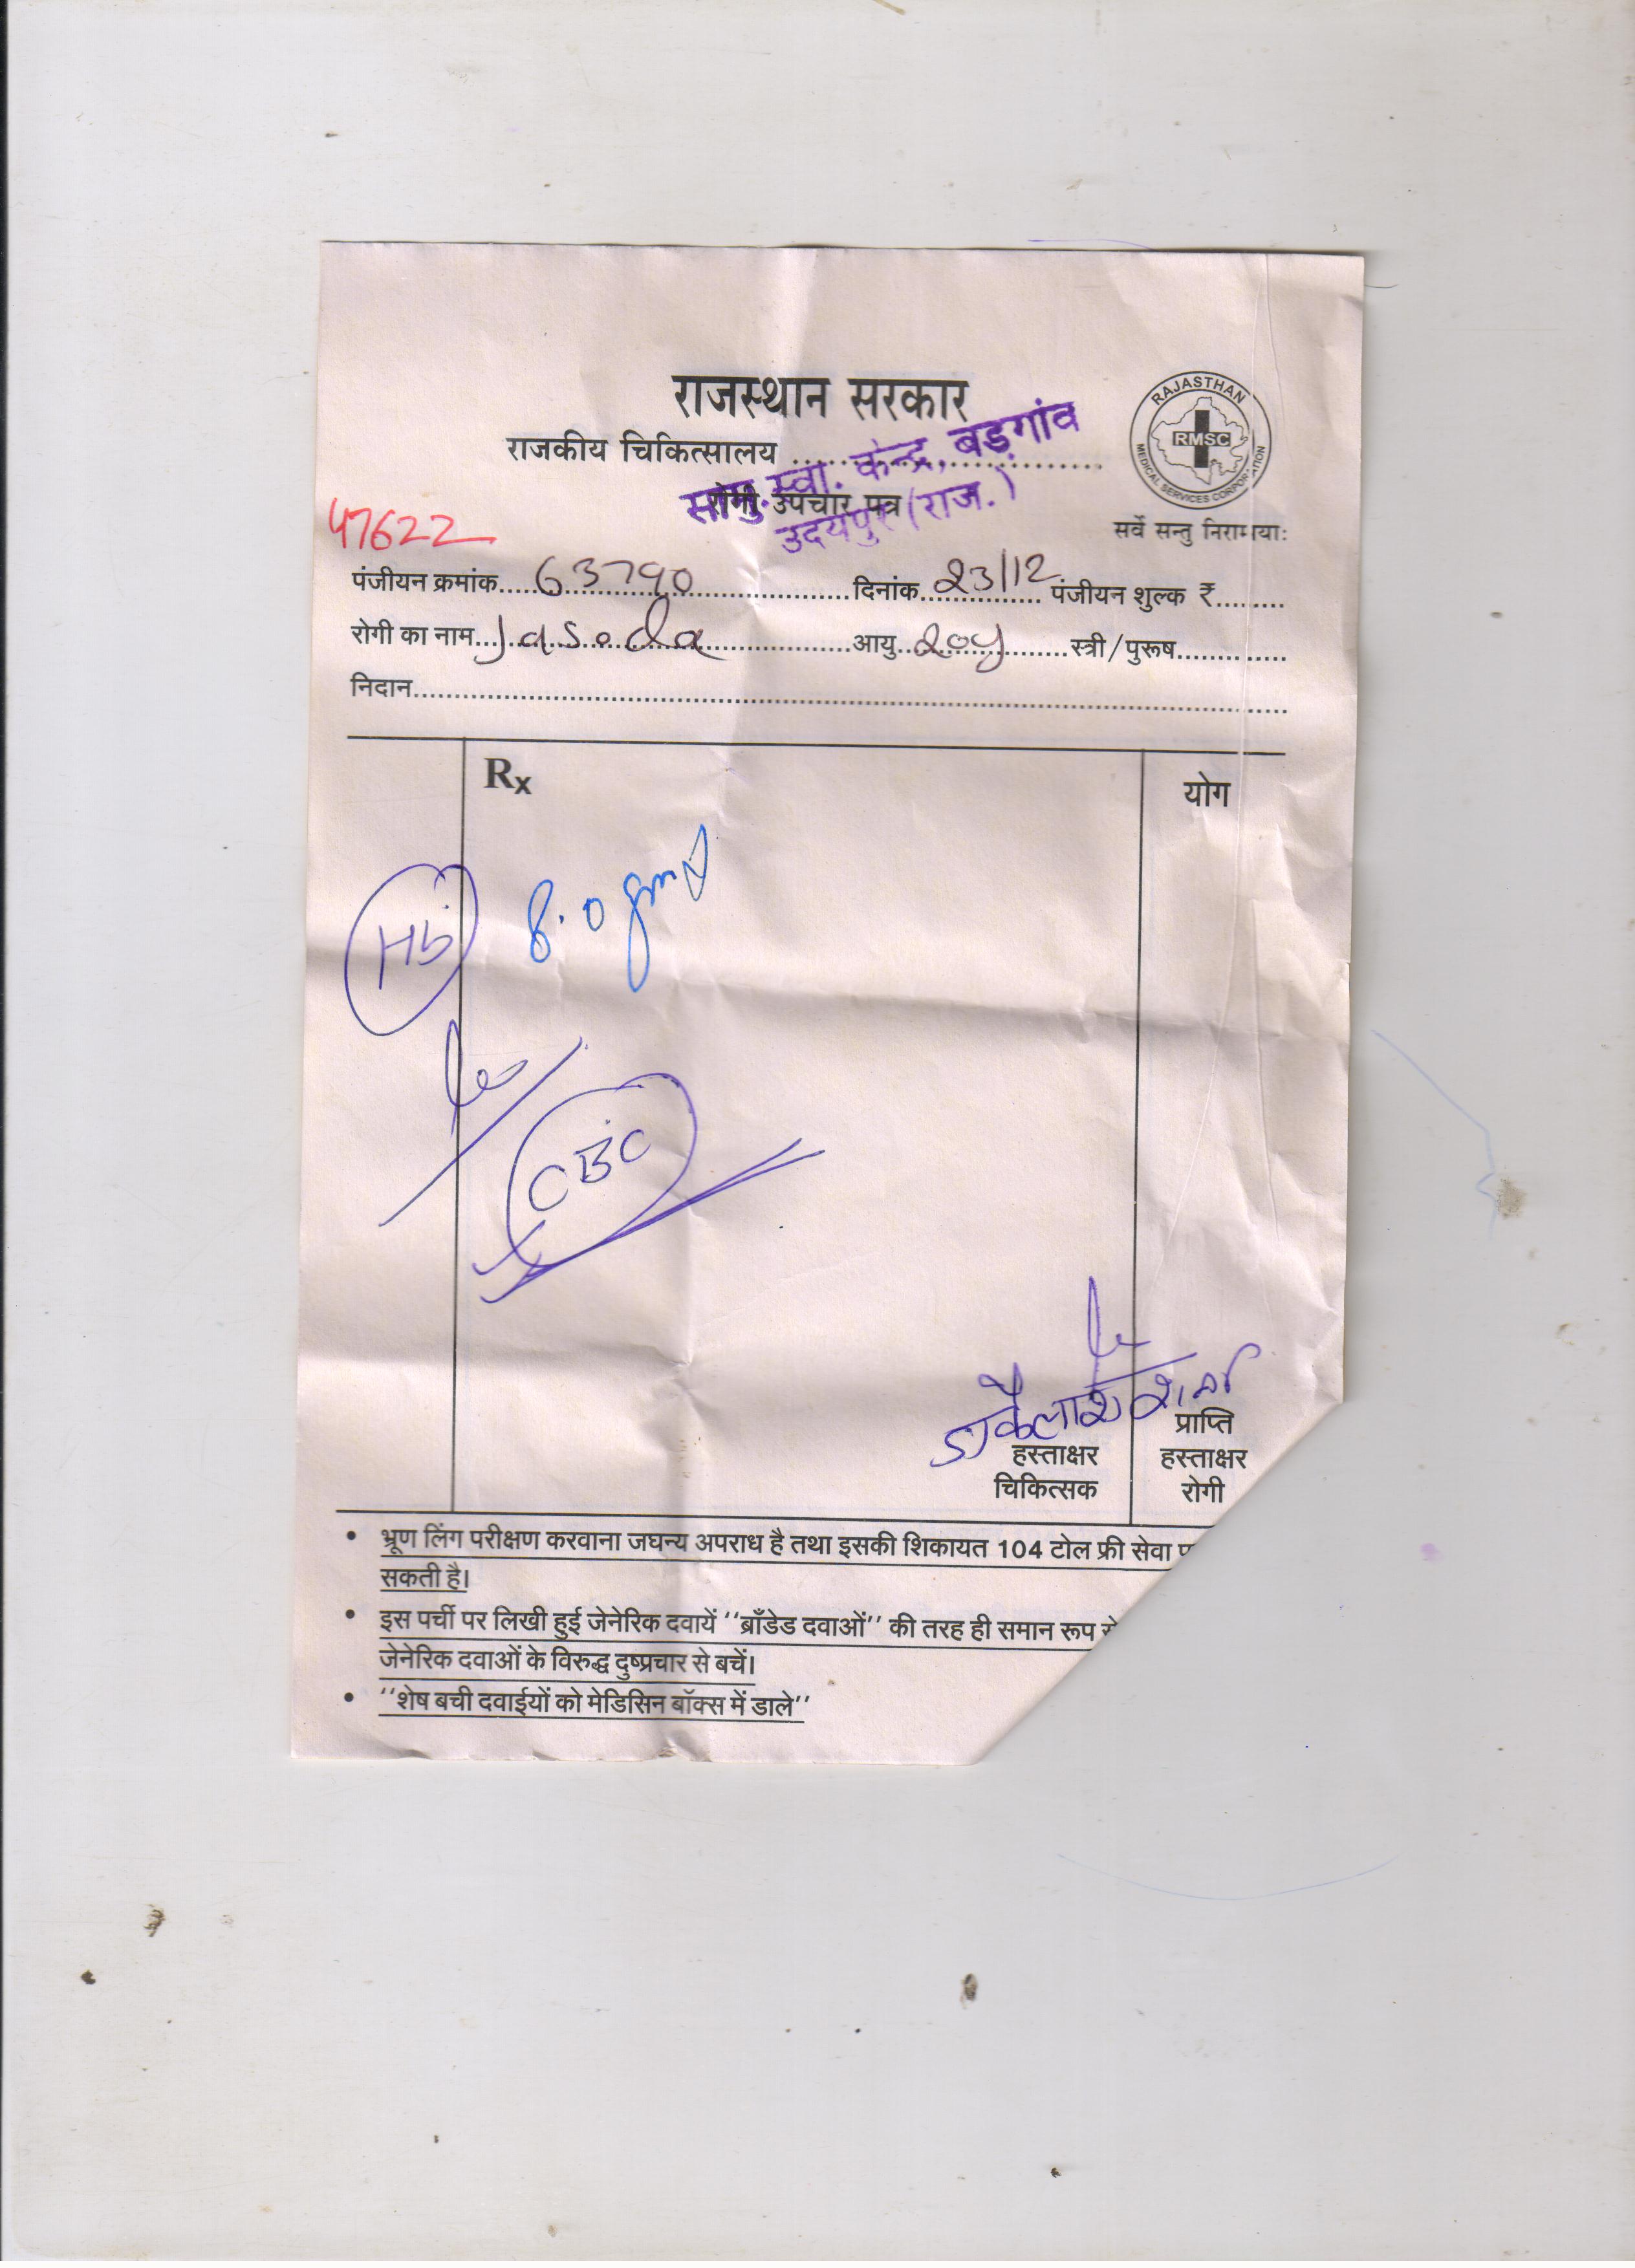 राजस्थान सरकार
राजकीय चिकित्सालय
सामु. स्वा. केन्द्र, बड़गांव
उदयपुर (राज.)
रोगी उपचार पत्र
RAJASTHAN
RMSC
MEDICAL SERVICES CORPORATION
सर्वे सन्तु निरामयाः
47622
पंजीयन क्रमांक 63790 दिनांक 23/12 पंजीयन शुल्क ₹
रोगी का नाम Jasoda आयु 20y स्त्री/पुरूष
निदान
Rx
योग
Hb 8.0 gm
CBC
डा कैलाश शर्मा
हस्ताक्षर
चिकित्सक
प्राप्ति
हस्ताक्षर
रोगी
• भ्रूण लिंग परीक्षण करवाना जघन्य अपराध है तथा इसकी शिकायत 104 टोल फ्री सेवा
सकती है।
• इस पर्ची पर लिखी हुई जेनेरिक दवायें ''ब्राँडेड दवाओं'' की तरह ही समान रूप से
जेनेरिक दवाओं के विरुद्ध दुष्प्रचार से बचें।
• ''शेष बची दवाईयों को मेडिसिन बॉक्स में डाले''